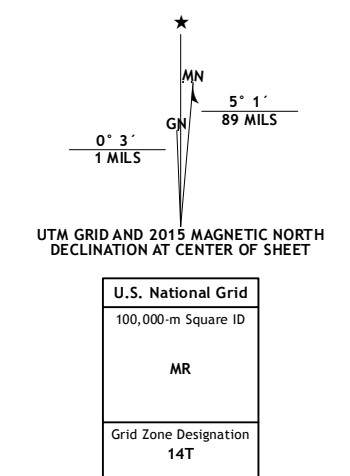 ★
MN
5° 1´
89 MILS
GN
0° 3´
1 MILS
UTM GRID AND 2015 MAGNETIC NORTH
DECLINATION AT CENTER OF SHEET
U.S. National Grid
100,000-m Square ID
MR
Grid Zone Designation
14T